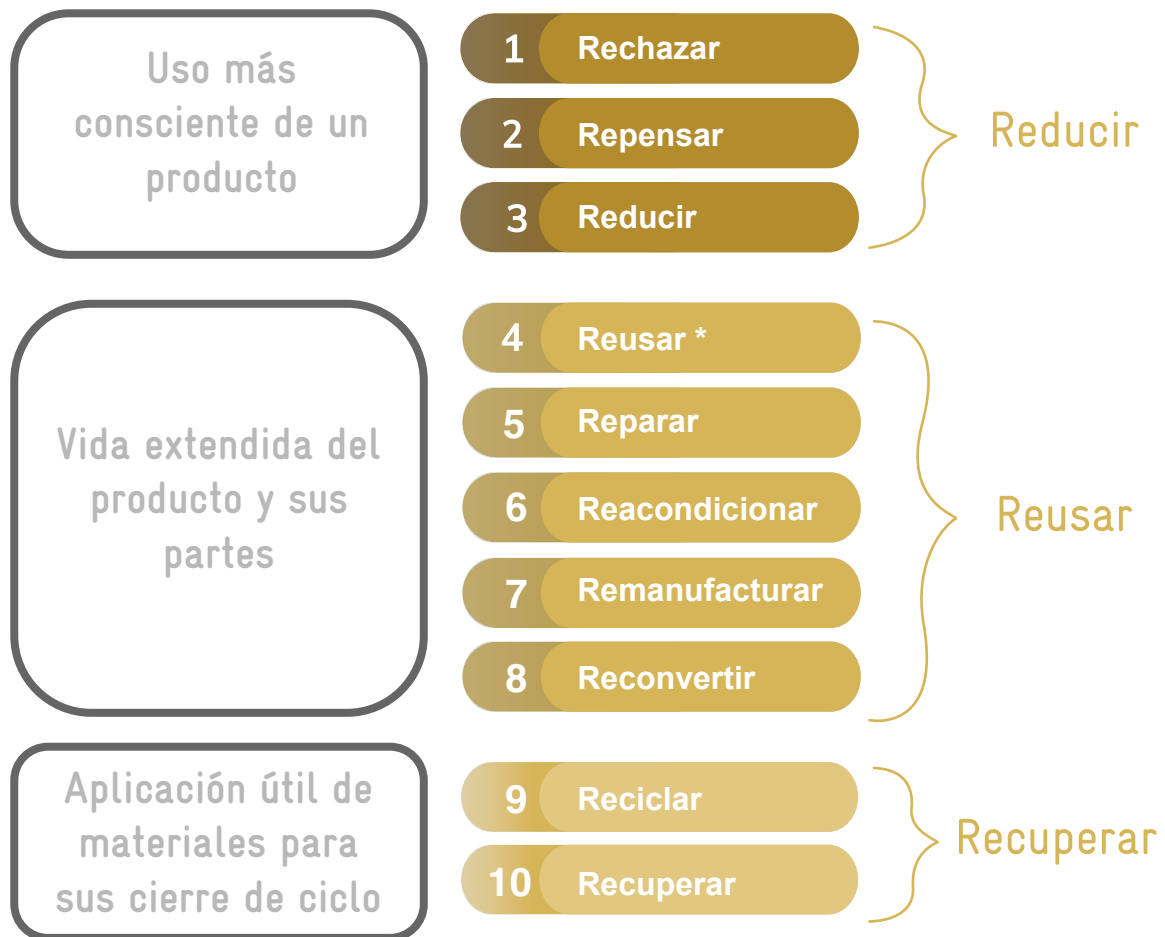 Uso más
consciente de un
producto
1 Rechazar
2 Repensar
3 Reducir
Reducir
Vida extendida del
producto y sus
partes
4 Reusar *
5 Reparar
6 Reacondicionar
7 Remanufacturar
8 Reconvertir
Reusar
Aplicación útil de
materiales para
sus cierre de ciclo
9 Reciclar
10 Recuperar
Recuperar